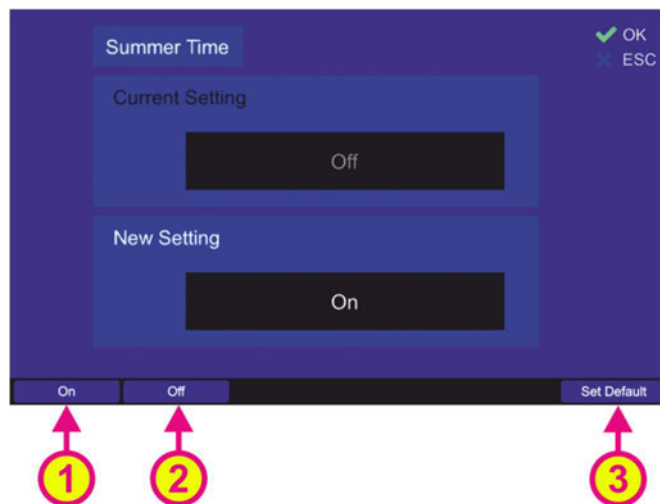 Summer Time
OK
ESC
Current Setting
Off
New Setting
On
On
Off
Set Default
1
2
3